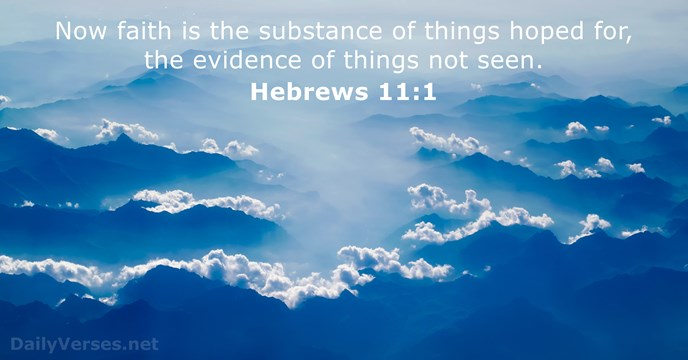 Now faith is the substance of things hoped for,
the evidence of things not seen.
Hebrews 11:1
DailyVerses.net